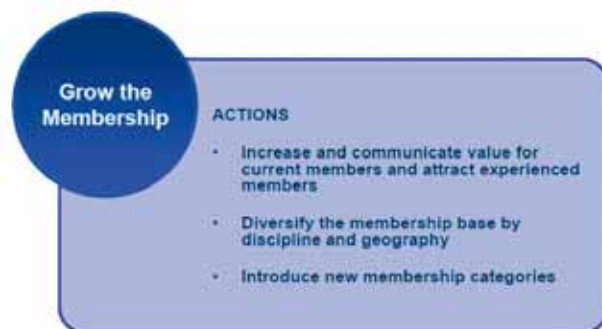 Grow the
Membership
ACTIONS
• Increase and communicate value for
current members and attract experienced
members
• Diversify the membership base by
discipline and geography
• Introduce new membership categories